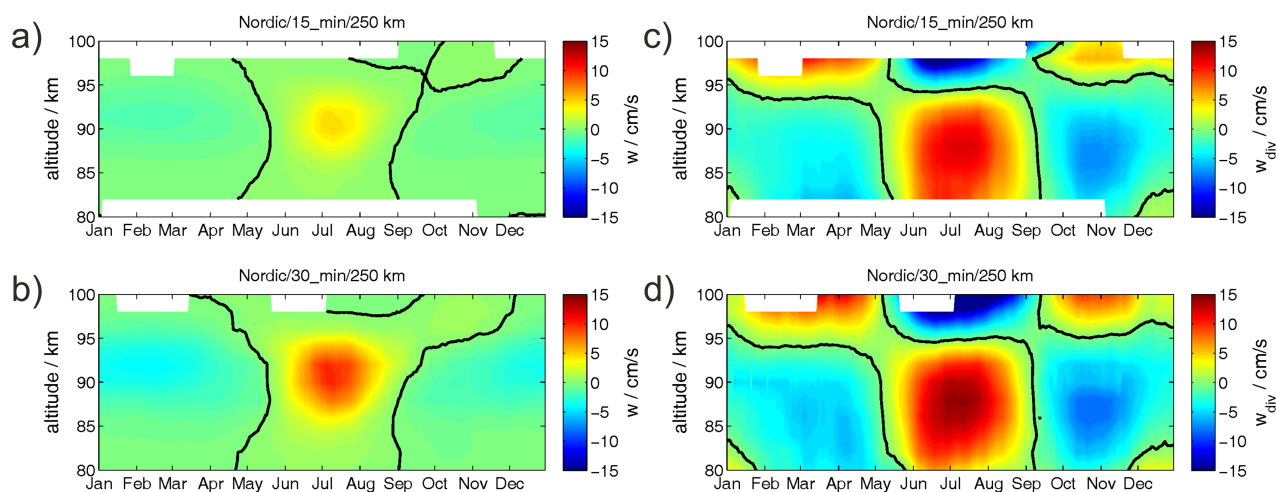 a)
Nordic/15_min/250 km
altitude / km
100
95
90
85
80
Jan Feb Mar Apr May Jun Jul Aug Sep Oct Nov Dec
15
10
5
0
−5
−10
−15
w / cm/s
c)
Nordic/15_min/250 km
altitude / km
100
95
90
85
80
Jan Feb Mar Apr May Jun Jul Aug Sep Oct Nov Dec
15
10
5
0
−5
−10
−15
w_div / cm/s
b)
Nordic/30_min/250 km
altitude / km
100
95
90
85
80
Jan Feb Mar Apr May Jun Jul Aug Sep Oct Nov Dec
15
10
5
0
−5
−10
−15
w / cm/s
d)
Nordic/30_min/250 km
altitude / km
100
95
90
85
80
Jan Feb Mar Apr May Jun Jul Aug Sep Oct Nov Dec
15
10
5
0
−5
−10
−15
w_div / cm/s